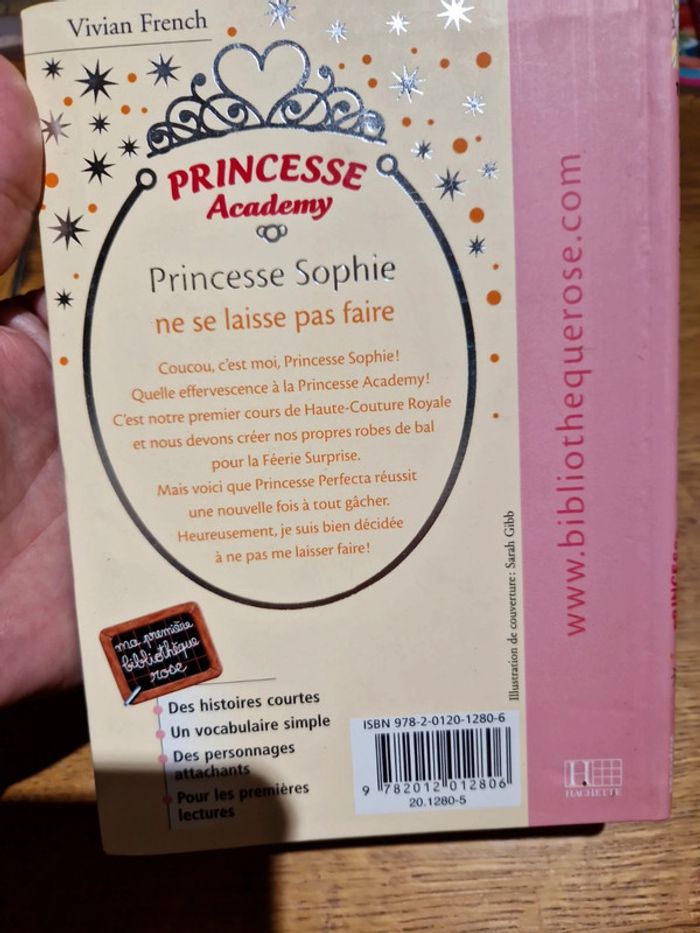 Vivian French
PRINCESSE
Academy
Princesse Sophie
ne se laisse pas faire
Coucou, c'est moi, Princesse Sophie!
Quelle effervescence à la Princesse Academy!
C'est notre premier cours de Haute-Couture Royale
et nous devons créer nos propres robes de bal
pour la Féerie Surprise.
Mais voici que Princesse Perfecta réussit
une nouvelle fois à tout gâcher.
Heureusement, je suis bien décidée
à ne pas me laisser faire!
ma première
bibliothèque
rose
Des histoires courtes
Un vocabulaire simple
Des personnages
attachants
Pour les premières
lectures
Illustration de couverture: Sarah Gibb
ISBN 978-2-0120-1280-6
9 782012 012806
20.1280-5
www.bibliothequerose.com
H
HACHETTE